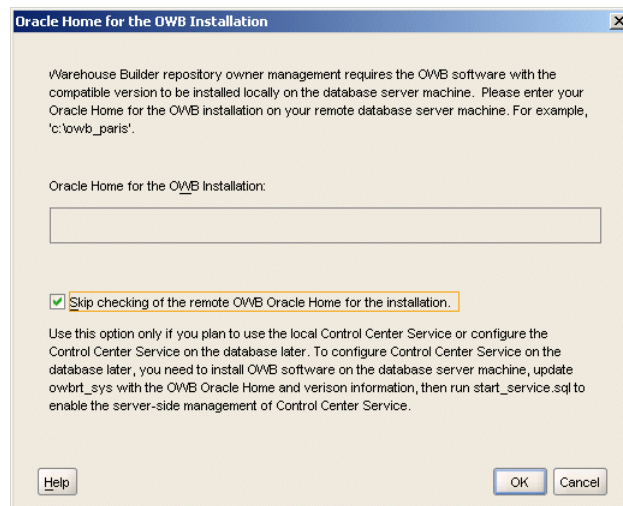 Oracle Home for the OWB Installation
Warehouse Builder repository owner management requires the OWB software with the
compatible version to be installed locally on the database server machine. Please enter your
Oracle Home for the OWB installation on your remote database server machine. For example,
'c:\owb_paris'.
Oracle Home for the OWB Installation:
Skip checking of the remote OWB Oracle Home for the installation.
Use this option only if you plan to use the local Control Center Service or configure the
Control Center Service on the database later. To configure Control Center Service on the
database later, you need to install OWB software on the database server machine, update
owbrt_sys with the OWB Oracle Home and verison information, then run start_service.sql to
enable the server-side management of Control Center Service.
Help
OK
Cancel